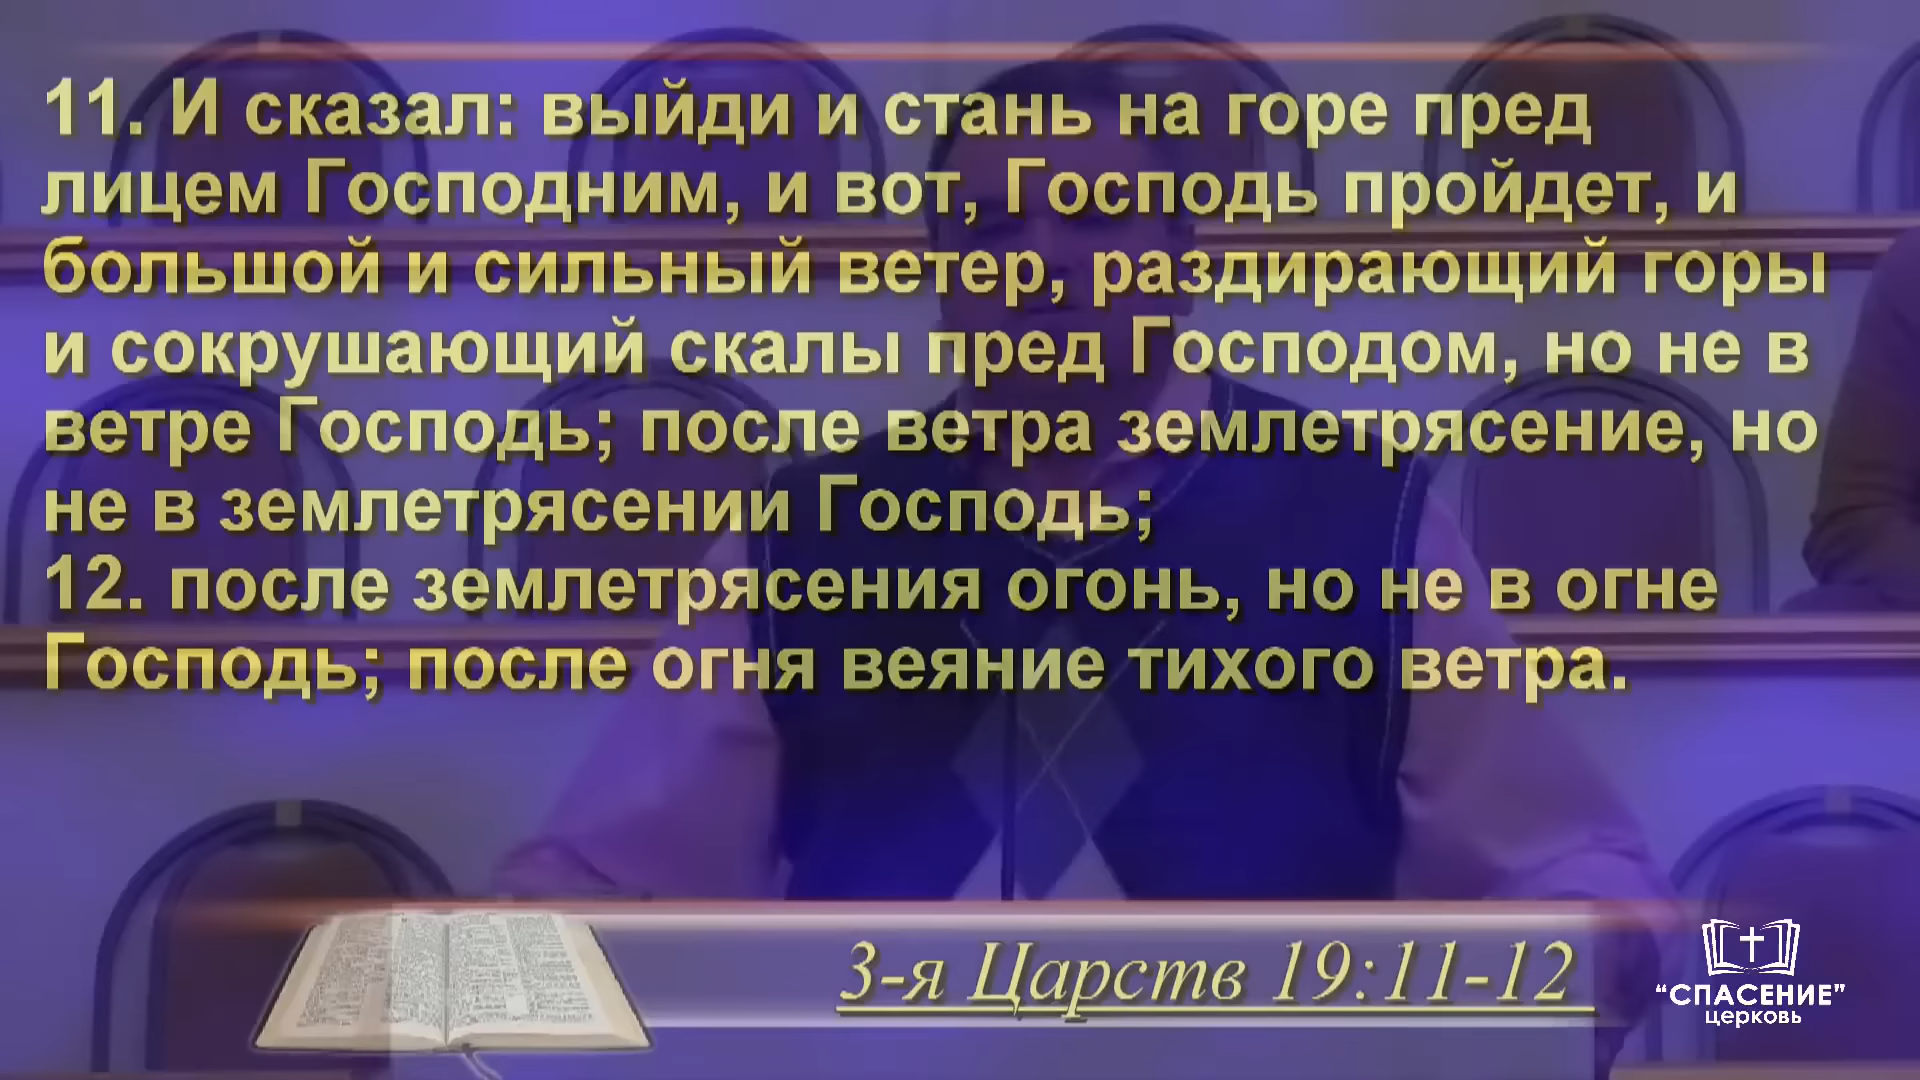 11. И сказал: выйди и стань на горе пред
лицем Господним, и вот, Господь пройдет, и
большой и сильный ветер, раздирающий горы
и сокрушающий скалы пред Господом, но не в
ветре Господь; после ветра землетрясение, но
не в землетрясении Господь;
12. после землетрясения огонь, но не в огне
Господь; после огня веяние тихого ветра.
3-я Царств 19:11-12
“СПАСЕНИЕ”
церковь